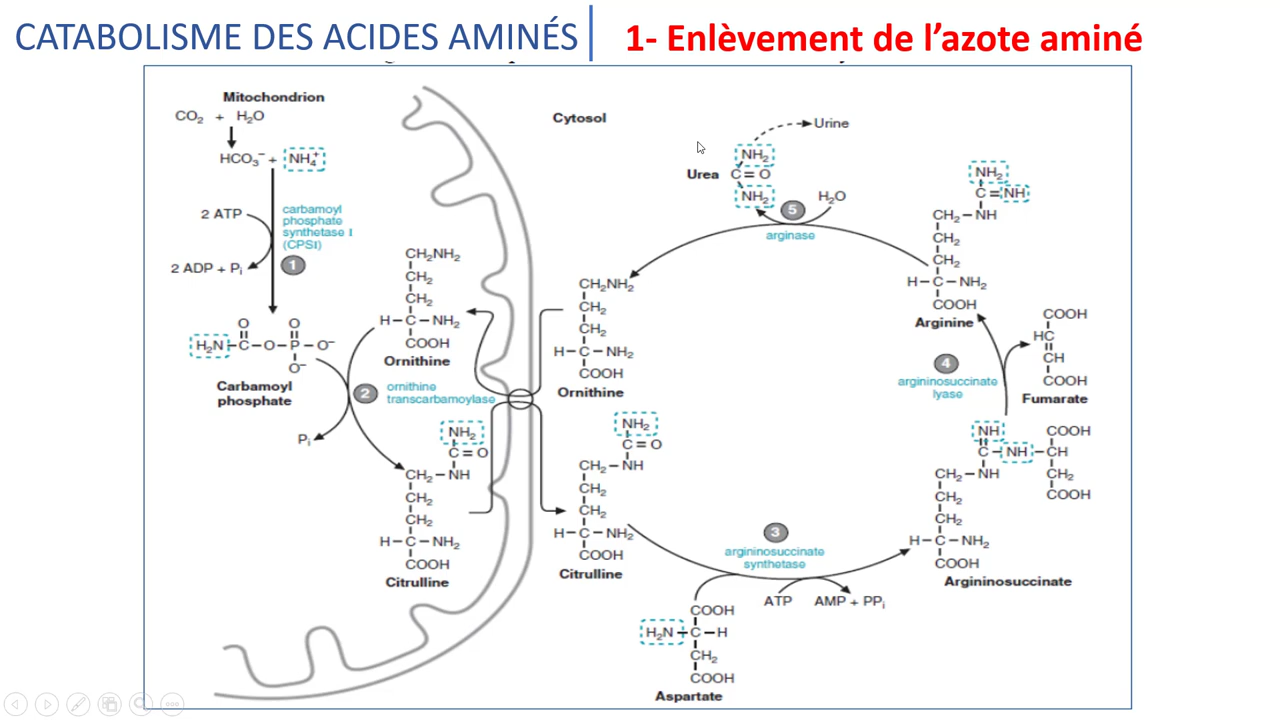 CATABOLISME DES ACIDES AMINÉS
1- Enlèvement de l'azote aminé
Mitochondrion
CO₂ + H₂O
HCO₃⁻ + NH₄⁺
2 ATP
carbamoyl
phosphate
synthetase I
(CPSI)
1
2 ADP + Pᵢ
O O
H₂N–C–O–P–O⁻
O⁻
Carbamoyl
phosphate
CH₂NH₂
CH₂
CH₂
H–C–NH₂
COOH
Ornithine
2
ornithine
transcarbamoylase
Pᵢ
NH₂
C=O
CH₂–NH
CH₂
CH₂
H–C–NH₂
COOH
Citrulline
Cytosol
Urine
NH₂
Urea C=O
NH₂
H₂O
5
arginase
CH₂NH₂
CH₂
CH₂
H–C–NH₂
COOH
Ornithine
NH₂
C=O
CH₂–NH
CH₂
CH₂
H–C–NH₂
COOH
Citrulline
3
argininosuccinate
synthetase
ATP AMP + PPᵢ
COOH
H₂N–C–H
CH₂
COOH
Aspartate
NH₂
C=NH
CH₂–NH
CH₂
CH₂
H–C–NH₂
COOH
Arginine
4
argininosuccinate
lyase
COOH
HC
CH
COOH
Fumarate
NH COOH
C–NH–CH
CH₂–NH CH₂
CH₂ COOH
CH₂
H–C–NH₂
COOH
Argininosuccinate